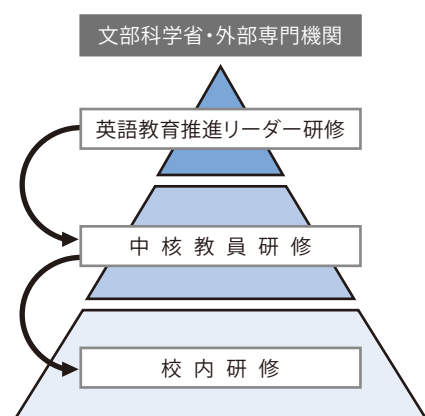 文部科学省・外部専門機関
英語教育推進リーダー研修
中核教員研修
校内研修